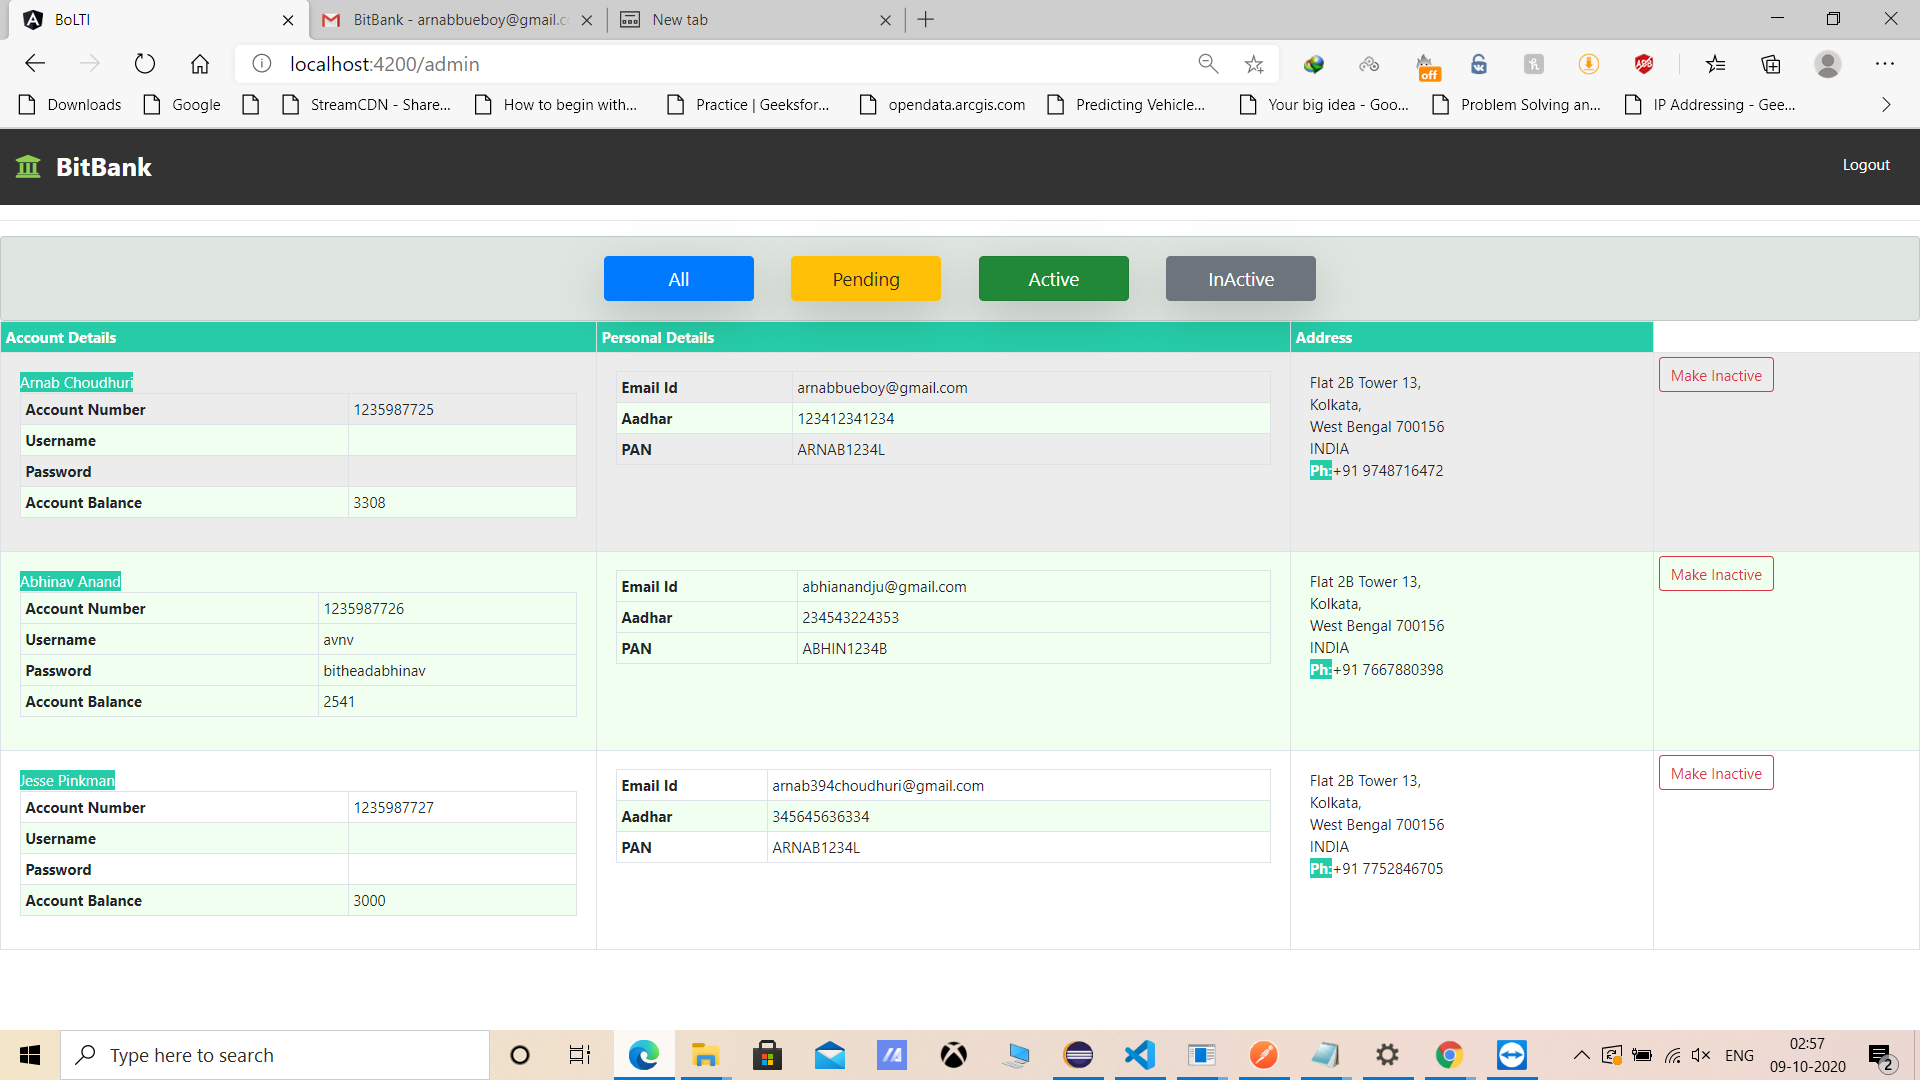 BoLTI
BitBank - arnabbueboy@gmail.c
New tab
localhost:4200/admin
off
Downloads
Google
StreamCDN - Share...
How to begin with...
Practice | Geeksfor...
opendata.arcgis.com
Predicting Vehicle...
Your big idea - Goo...
Problem Solving an...
IP Addressing - Gee...
BitBank
Logout
All
Pending
Active
InActive
Account Details
Personal Details
Address
Arnab Choudhuri
Account Number 1235987725
Username
Password
Account Balance 3308
Email Id arnabbueboy@gmail.com
Aadhar 123412341234
PAN ARNAB1234L
Flat 2B Tower 13,
Kolkata,
West Bengal 700156
INDIA
Ph:+91 9748716472
Make Inactive
Abhinav Anand
Account Number 1235987726
Username avnv
Password bitheadabhinav
Account Balance 2541
Email Id abhianandju@gmail.com
Aadhar 234543224353
PAN ABHIN1234B
Flat 2B Tower 13,
Kolkata,
West Bengal 700156
INDIA
Ph:+91 7667880398
Make Inactive
Jesse Pinkman
Account Number 1235987727
Username
Password
Account Balance 3000
Email Id arnab394choudhuri@gmail.com
Aadhar 345645636334
PAN ARNAB1234L
Flat 2B Tower 13,
Kolkata,
West Bengal 700156
INDIA
Ph:+91 7752846705
Make Inactive
Type here to search
ENG
02:57
09-10-2020
2